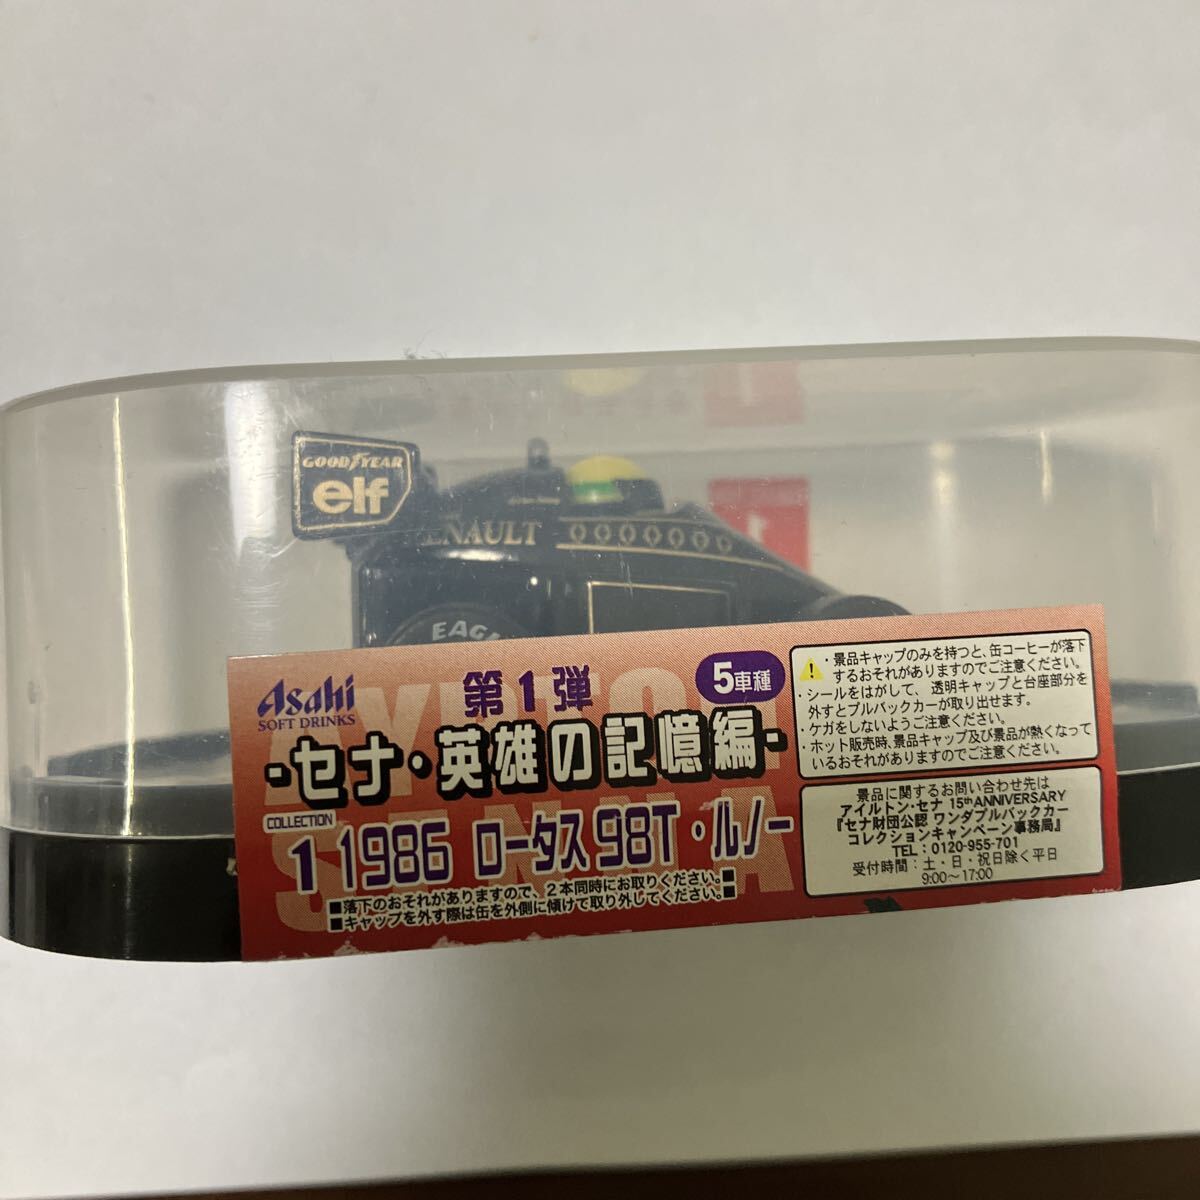 GOODYEAR
elf
ENAULT
EAG
Asahi
SOFT DRINKS
第1弾
5車種
-セナ・英雄の記憶編-
COLLECTION
1 1986 ロータス98T・ルノー
■落下のおそれがありますので、2本同時にお取りください。■
■キャップを外す際は缶を外側に傾けて取り外してください。■
・景品キャップのみを持つと、缶コーヒーが落下
するおそれがありますのでご注意ください。
・シールをはがして、透明キャップと台座部分を
外すとプルバックカーが取り出せます。
・ケガをしないようご注意ください。
・ホット販売時、景品キャップ及び景品が熱くなって
いるおそれがありますのでご注意ください。
景品に関するお問い合わせ先は
アイルトン・セナ 15th ANNIVERSARY
『セナ財団公認 ワンダプルバックカー
コレクションキャンペーン事務局』
TEL:0120-955-701
受付時間:土・日・祝日除く平日
9:00〜17:00